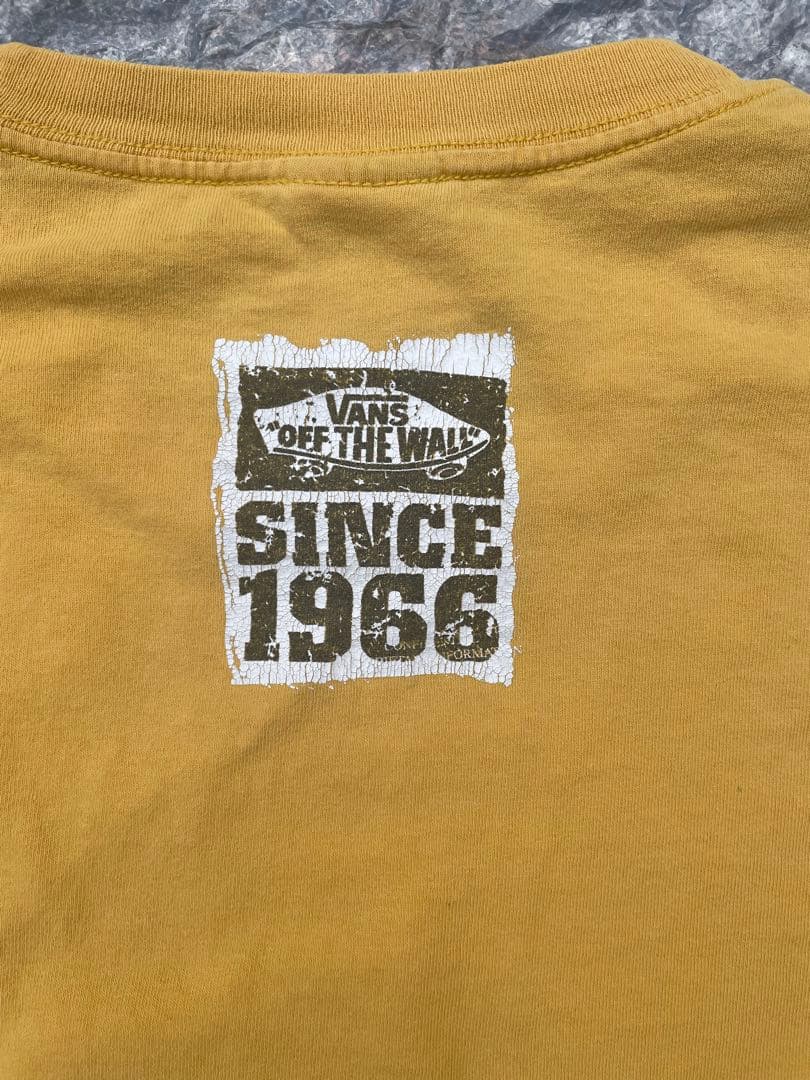 VANS
"OFF THE WALL"
SINCE
1966